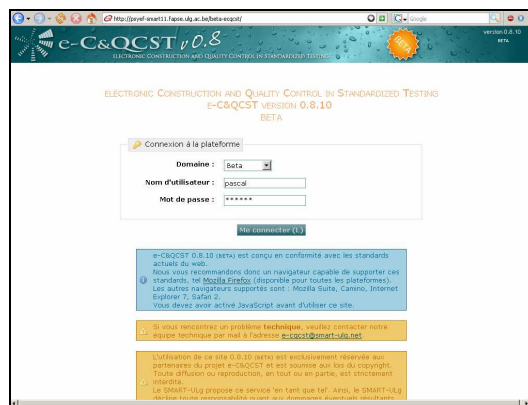 http://psyef-smart11.fapse.ulg.ac.be/beta-ecqcst/
Google
e-C&QCST v0.8
ELECTRONIC CONSTRUCTION AND QUALITY CONTROL IN STANDARDIZED TESTING
BETA
version 0.8.10
BETA
ELECTRONIC CONSTRUCTION AND QUALITY CONTROL IN STANDARDIZED TESTING
E-C&QCST VERSION 0.8.10
BETA
Connexion à la plateforme
Domaine : Beta
Nom d'utilisateur : pascal
Mot de passe : ******
Me connecter (L)
e-C&QCST 0.8.10 (BETA) est conçu en conformité avec les standards
actuels du web.
Nous vous recommandons donc un navigateur capable de supporter ces
standards, tel Mozilla Firefox (disponible pour toutes les plateformes).
Les autres navigateurs supportés sont : Mozilla Suite, Camino, Internet
Explorer 7, Safari 2.
Vous devez avoir activé JavaScript avant d'utiliser ce site.
Si vous rencontrez un problème technique, veuillez contacter notre
équipe technique par mail à l'adresse e-cqcst@smart-ulg.net.
L'utilisation de ce site 0.8.10 (BETA) est exclusivement réservée aux
partenaires du projet e-C&QCST et est soumise aux lois du copyright.
Toute diffusion ou reproduction, en tout ou en partie, est strictement
interdite.
Le SMART-ULg propose ce service 'en tant que tel'. Ainsi, le SMART-ULg
décline toute responsabilité quant aux dommages éventuels résultants